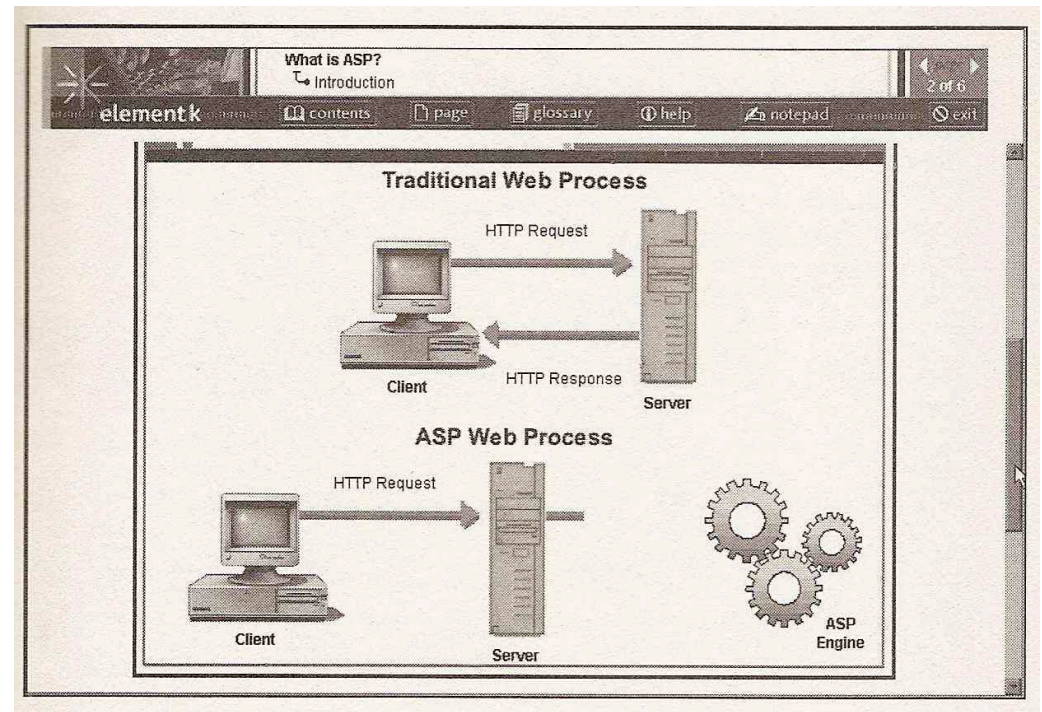 What is ASP?
Introduction
2 of 6
elementk
contents
page
glossary
help
notepad
exit
Traditional Web Process
HTTP Request
HTTP Response
Client
Server
ASP Web Process
HTTP Request
Client
Server
ASP
Engine